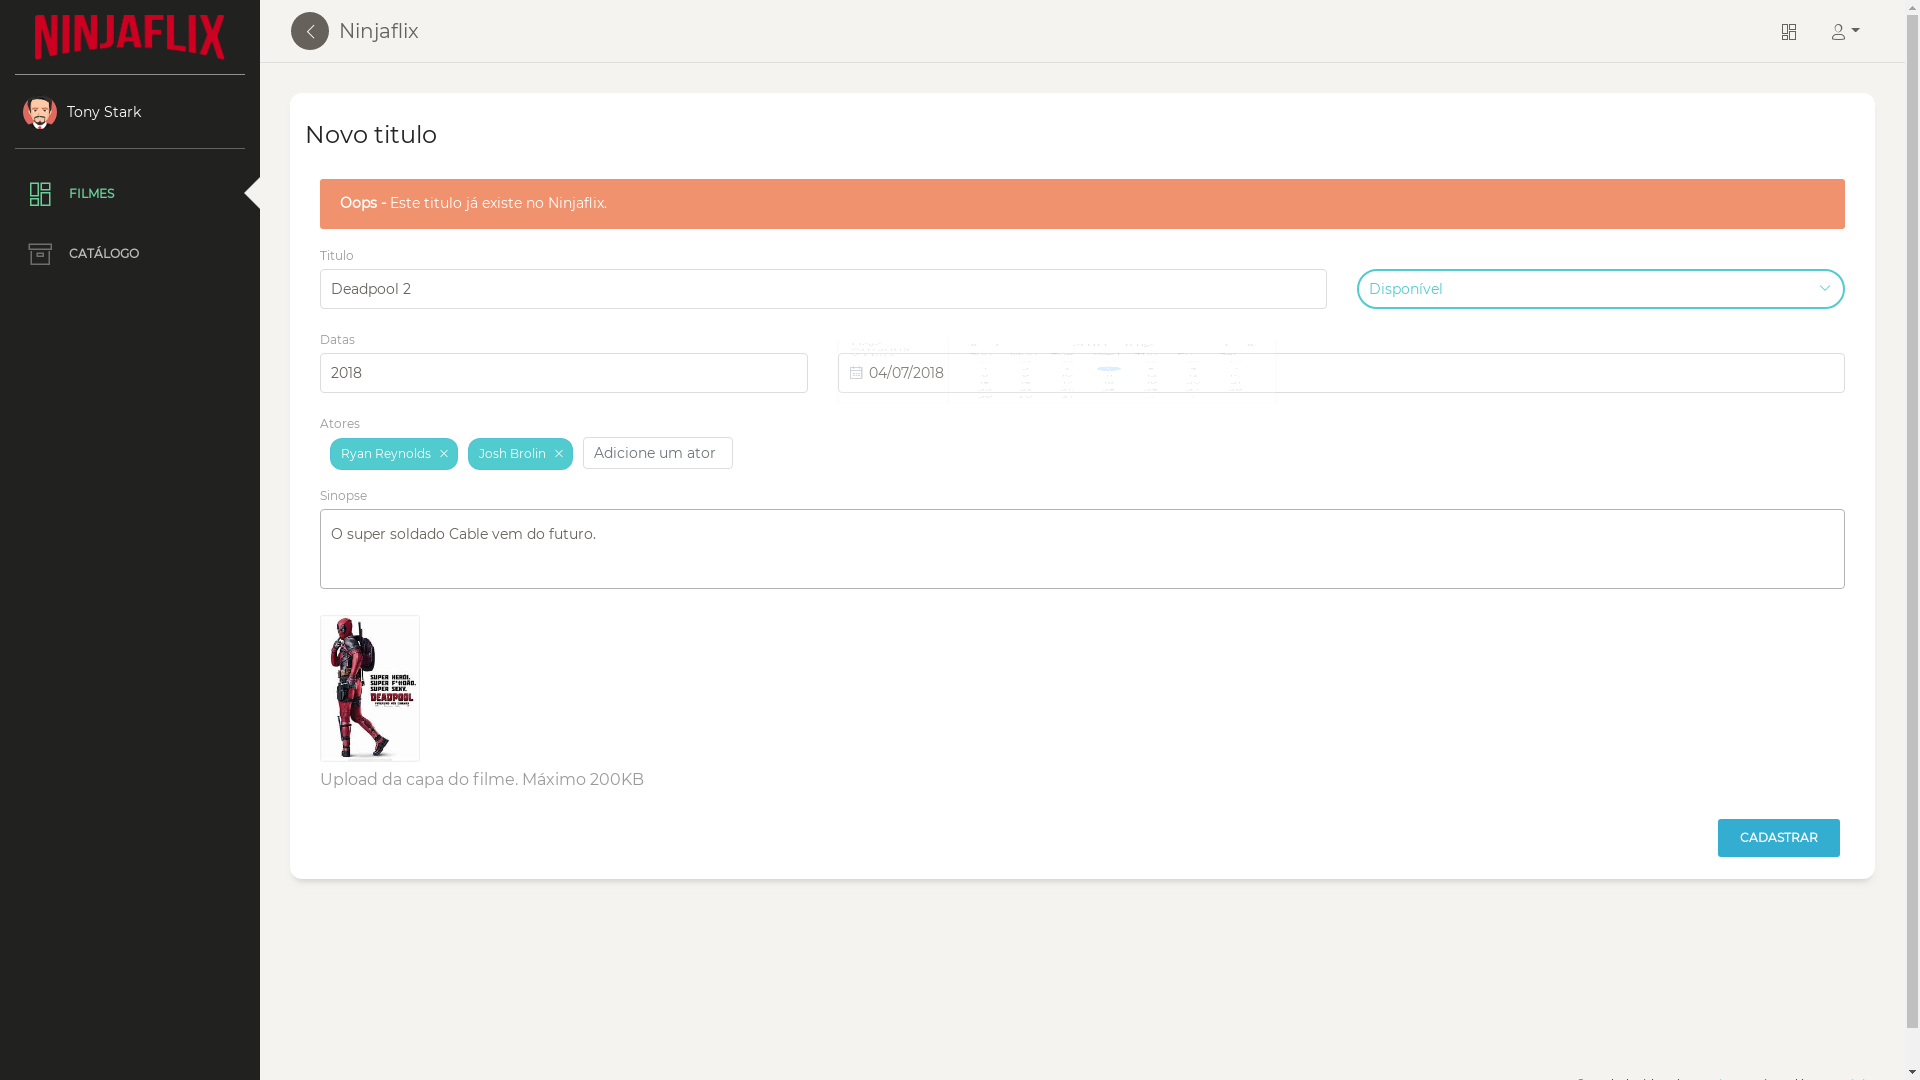 NINJAFLIX
Ninjaflix
Tony Stark
FILMES
CATÁLOGO
Novo titulo
Oops - Este titulo já existe no Ninjaflix.
Titulo
Deadpool 2
Disponível
Datas
2018
04/07/2018
Atores
Ryan Reynolds
Josh Brolin
Adicione um ator
Sinopse
O super soldado Cable vem do futuro.
SUPER HERÓI.
SUPER SEXY.
DEADPOOL
Upload da capa do filme. Máximo 200KB
CADASTRAR